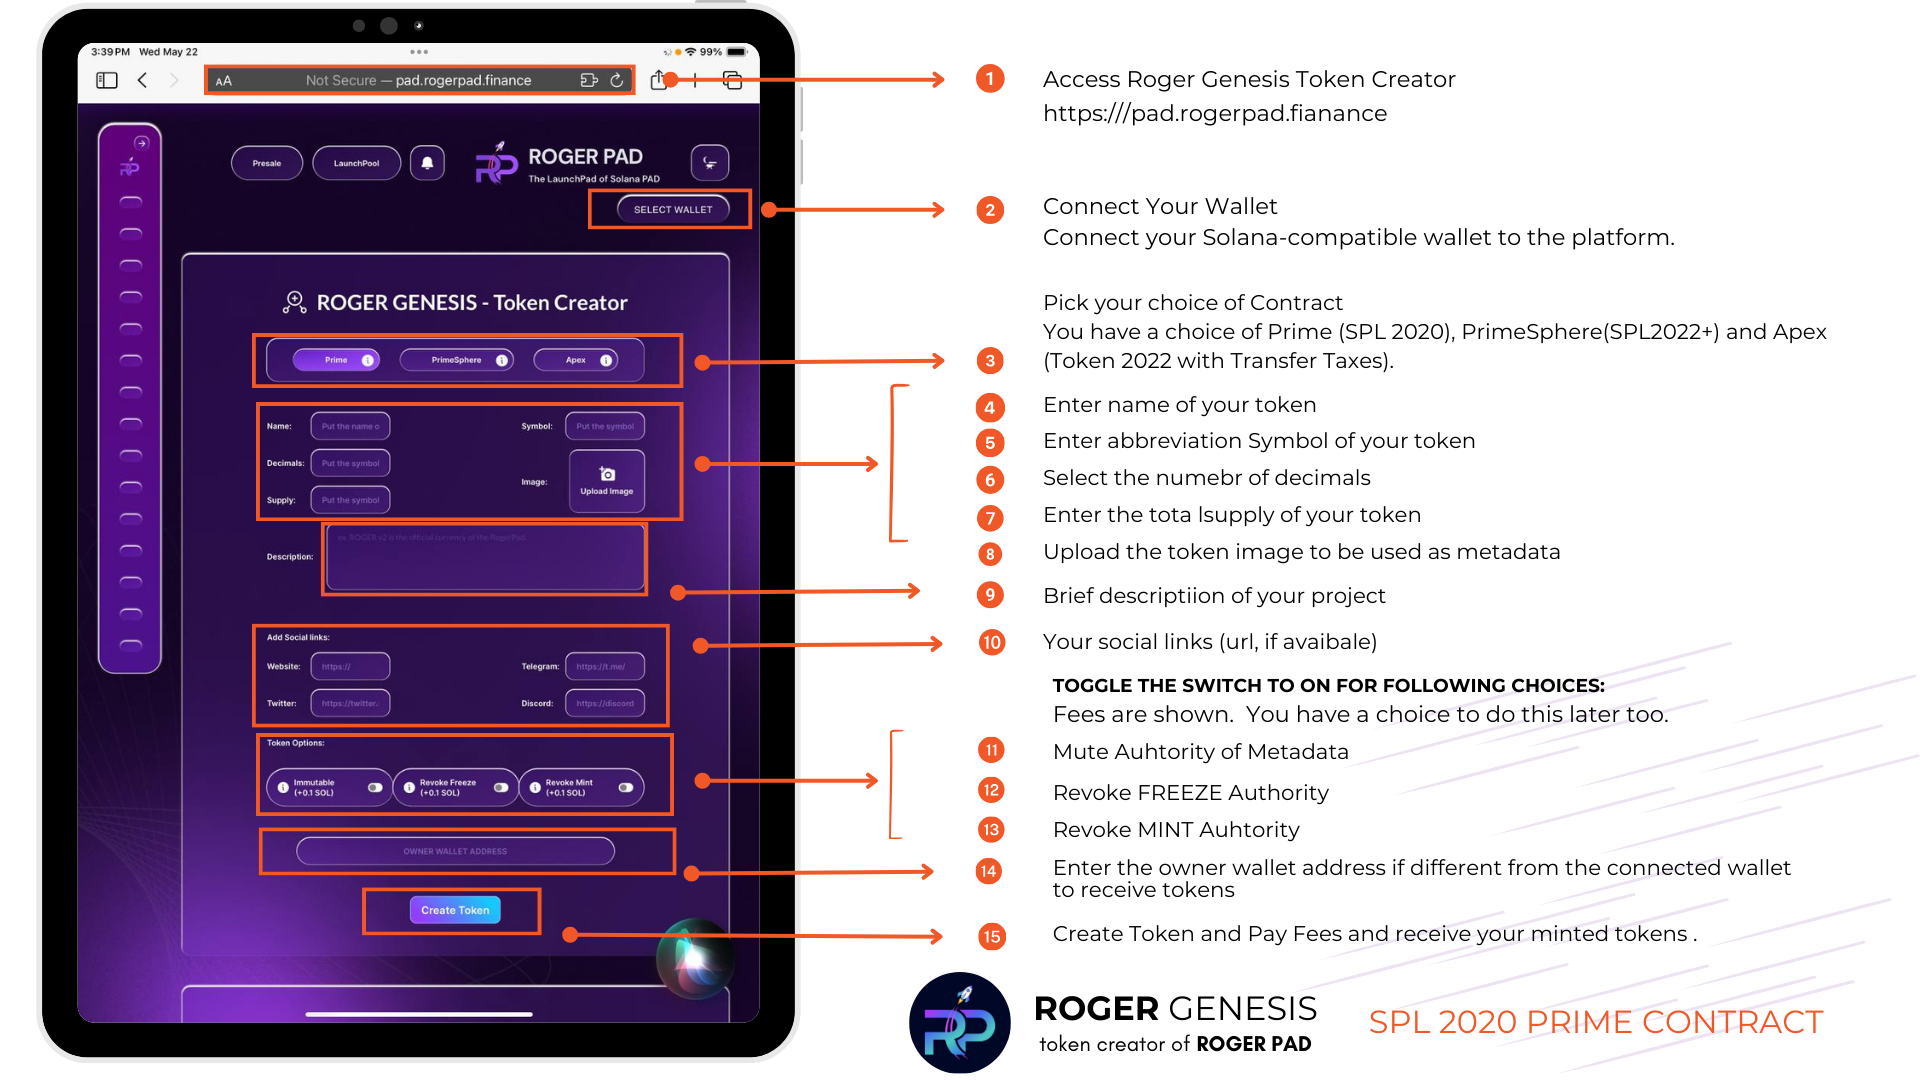 3:39 PM Wed May 22
99%
AA Not Secure — pad.rogerpad.finance
Presale
LaunchPool
RP
ROGER PAD
The LaunchPad of Solana PAD
SELECT WALLET
ROGER GENESIS - Token Creator
Prime
PrimeSphere
Apex
Name: Put the name o
Symbol: Put the symbol
Decimals: Put the symbol
Image: Upload Image
Supply: Put the symbol
Description: ex. ROGER v2 is the official currency of the RogerPad
Add Social links:
Website: https://
Telegram: https://t.me/
Twitter: https://twitter.
Discord: https://discord
Token Options:
Immutable
(+0.1 SOL)
Revoke Freeze
(+0.1 SOL)
Revoke Mint
(+0.1 SOL)
OWNER WALLET ADDRESS
Create Token
1 Access Roger Genesis Token Creator
https:///pad.rogerpad.fianance
2 Connect Your Wallet
Connect your Solana-compatible wallet to the platform.
Pick your choice of Contract
You have a choice of Prime (SPL 2020), PrimeSphere(SPL2022+) and Apex
3 (Token 2022 with Transfer Taxes).
4 Enter name of your token
5 Enter abbreviation Symbol of your token
6 Select the numebr of decimals
7 Enter the tota lsupply of your token
8 Upload the token image to be used as metadata
9 Brief descriptiion of your project
10 Your social links (url, if avaibale)
TOGGLE THE SWITCH TO ON FOR FOLLOWING CHOICES:
Fees are shown. You have a choice to do this later too.
11 Mute Auhtority of Metadata
12 Revoke FREEZE Authority
13 Revoke MINT Auhtority
14 Enter the owner wallet address if different from the connected wallet
to receive tokens
15 Create Token and Pay Fees and receive your minted tokens .
RP
ROGER GENESIS
token creator of ROGER PAD
SPL 2020 PRIME CONTRACT